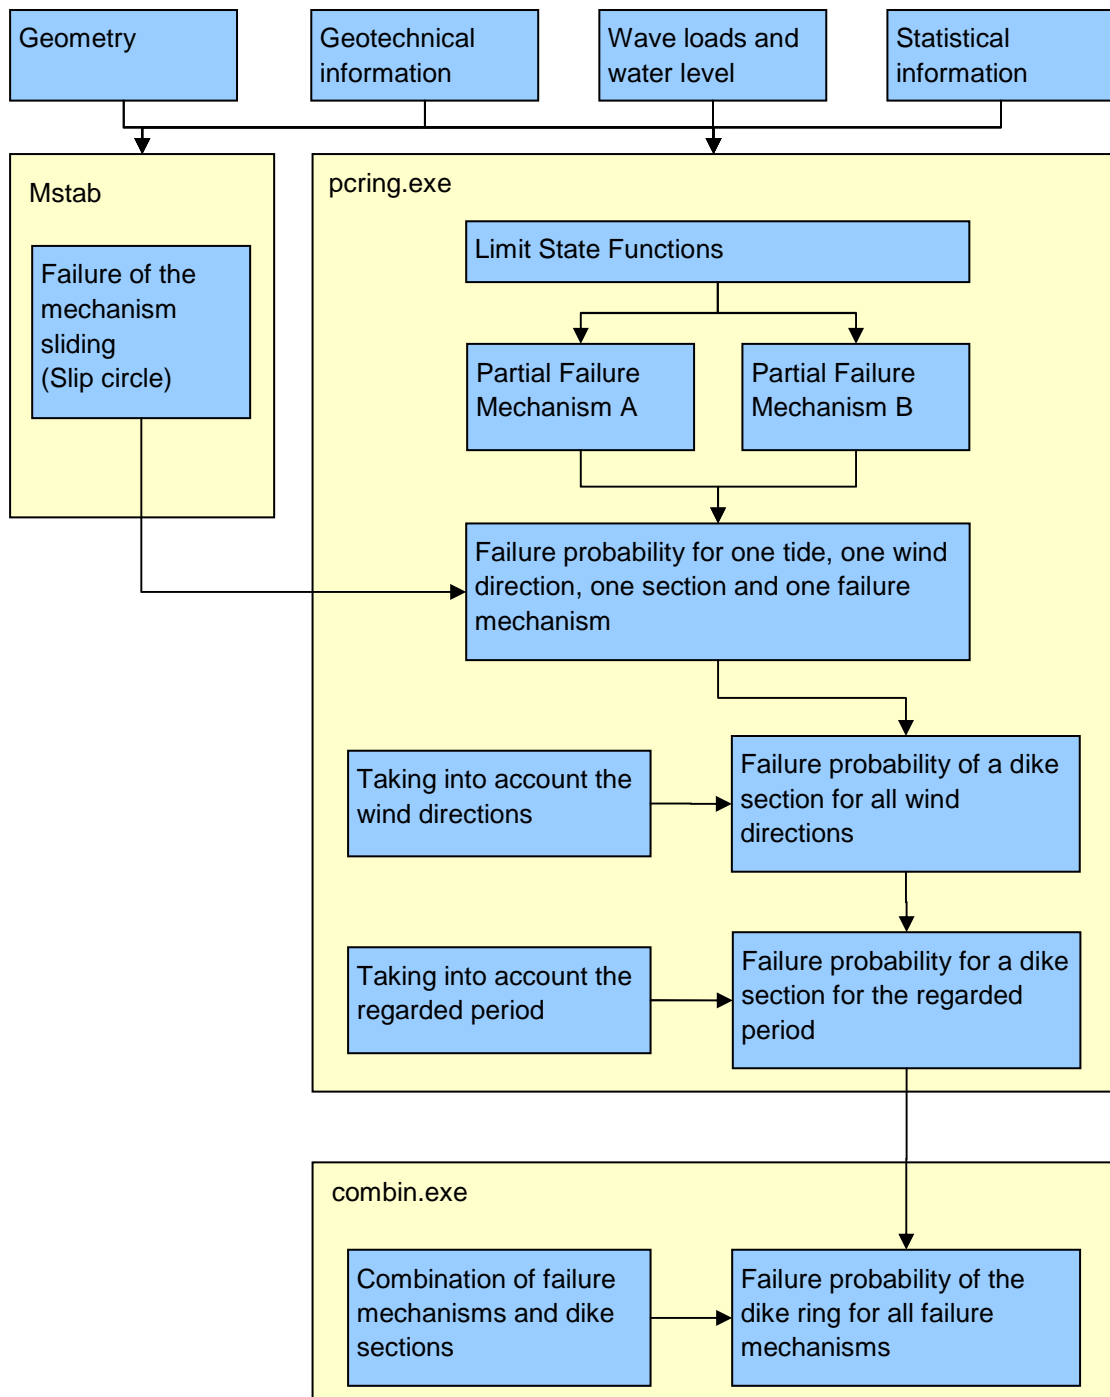 Geometry
Geotechnical
information
Wave loads and
water level
Statistical
information
Mstab
Failure of the
mechanism
sliding
(Slip circle)
pcring.exe
Limit State Functions
Partial Failure
Mechanism A
Partial Failure
Mechanism B
Failure probability for one tide, one wind
direction, one section and one failure
mechanism
Taking into account the
wind directions
Failure probability of a dike
section for all wind
directions
Taking into account the
regarded period
Failure probability for a dike
section for the regarded
period
combin.exe
Combination of failure
mechanisms and dike
sections
Failure probability of the
dike ring for all failure
mechanisms